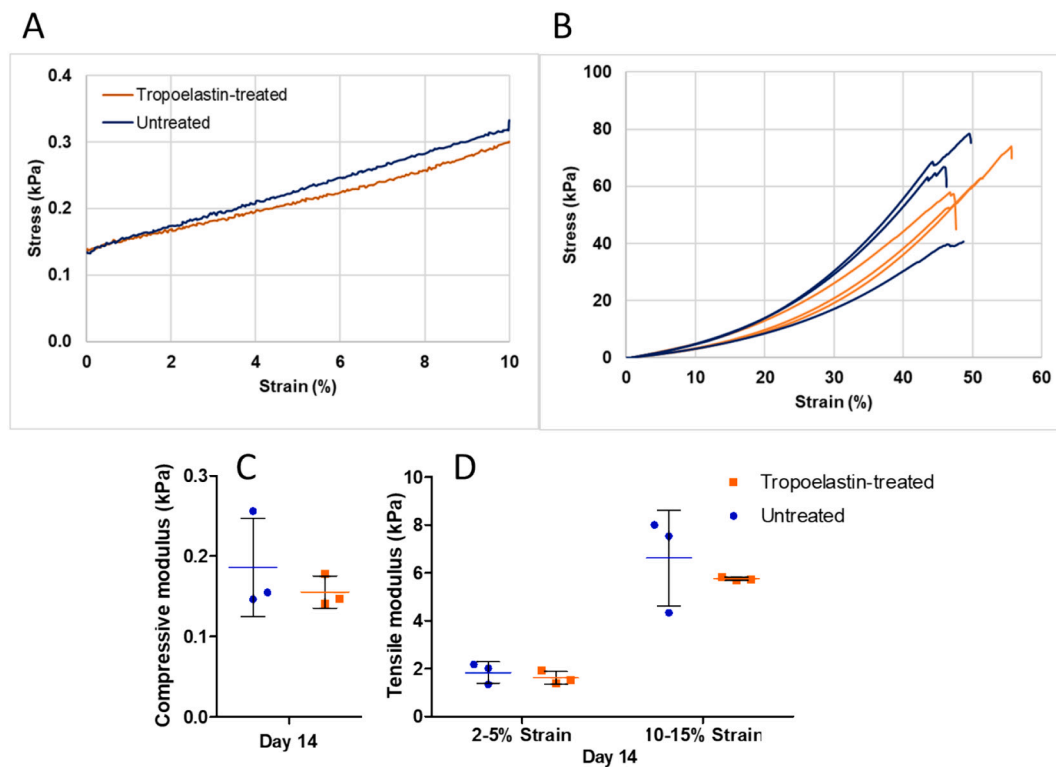 A
B
0.4
Tropoelastin-treated
Untreated
0.3
0.2
0.1
0.0
Stress (kPa)
0 2 4 6 8 10
Strain (%)
100
80
60
40
20
0
Stress (kPa)
0 10 20 30 40 50 60
Strain (%)
C
0.3
0.2
0.1
0.0
Compressive modulus (kPa)
Day 14
D
10
8
6
4
2
0
Tensile modulus (kPa)
Tropoelastin-treated
Untreated
2-5% Strain 10-15% Strain
Day 14